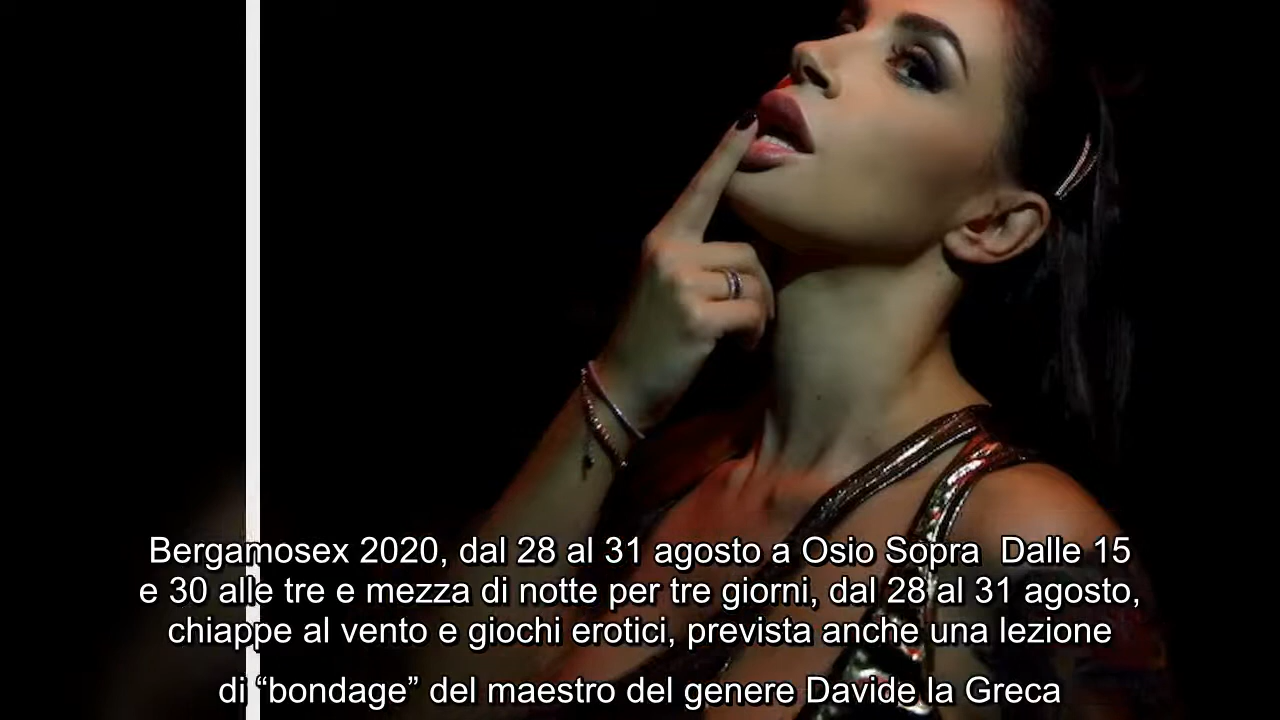 Bergamosex 2020, dal 28 al 31 agosto a Osio Sopra  Dalle 15
e 30 alle tre e mezza di notte per tre giorni, dal 28 al 31 agosto,
chiappe al vento e giochi erotici, prevista anche una lezione
di “bondage” del maestro del genere Davide la Greca